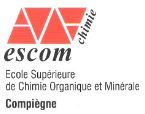 chimie
escom
Ecole Supérieure
de Chimie Organique et Minérale
Compiègne